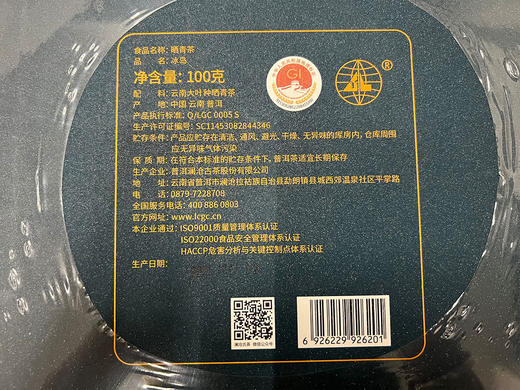 食品名称: 晒青茶
品 名: 冰岛
净含量: 100克
配 料: 云南大叶种晒青茶
产 地: 中国 云南 普洱
产品执行标准: Q/LGC 0005 S
生产许可证编号: SC11453082844346
贮存条件: 产品应贮存在清洁、通风、避光、干燥、无异味的库房内, 仓库周围
应无异味气体污染
保 质 期: 在符合本标准的贮存条件下, 普洱茶适宜长期保存
生产企业: 普洱澜沧古茶股份有限公司
地 址: 云南省普洱市澜沧拉祜族自治县勐朗镇县城西郊温泉社区平掌路
电 话: 0879-7228708
全国服务电话: 400 886 0803
官方网站: www.lcgc.cn
本企业通过: ISO9001质量管理体系认证
ISO22000食品安全管理体系认证
HACCP危害分析与关键控制点体系认证
生产日期:
GI
®
澜沧古茶 微信公众号
6 926229 926201